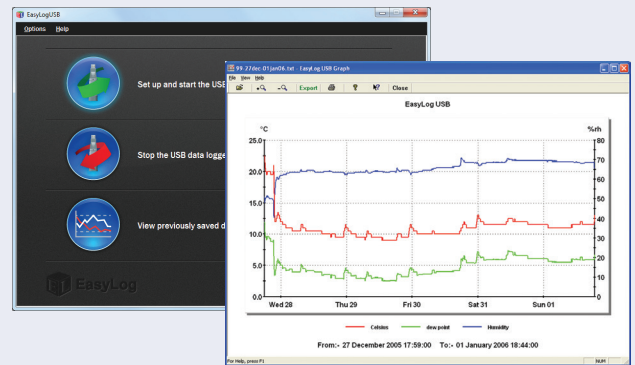 EasyLogUSB
Options Help
Set up and start the USB
Stop the USB data logge
View previously saved d
EasyLog
99-27dec-01jan06.txt - EasyLog USB Graph
File View Help
Export Close
EasyLog USB
°C %rh
25.0 80
20.0 70
15.0 60
10.0 50
5.0 40
0.0 30
20
10
0
Wed 28 Thu 29 Fri 30 Sat 31 Sun 01
Celsius dew point Humidity
From:- 27 December 2005 17:59:00 To:- 01 January 2006 18:44:00
For Help, press F1 NUM